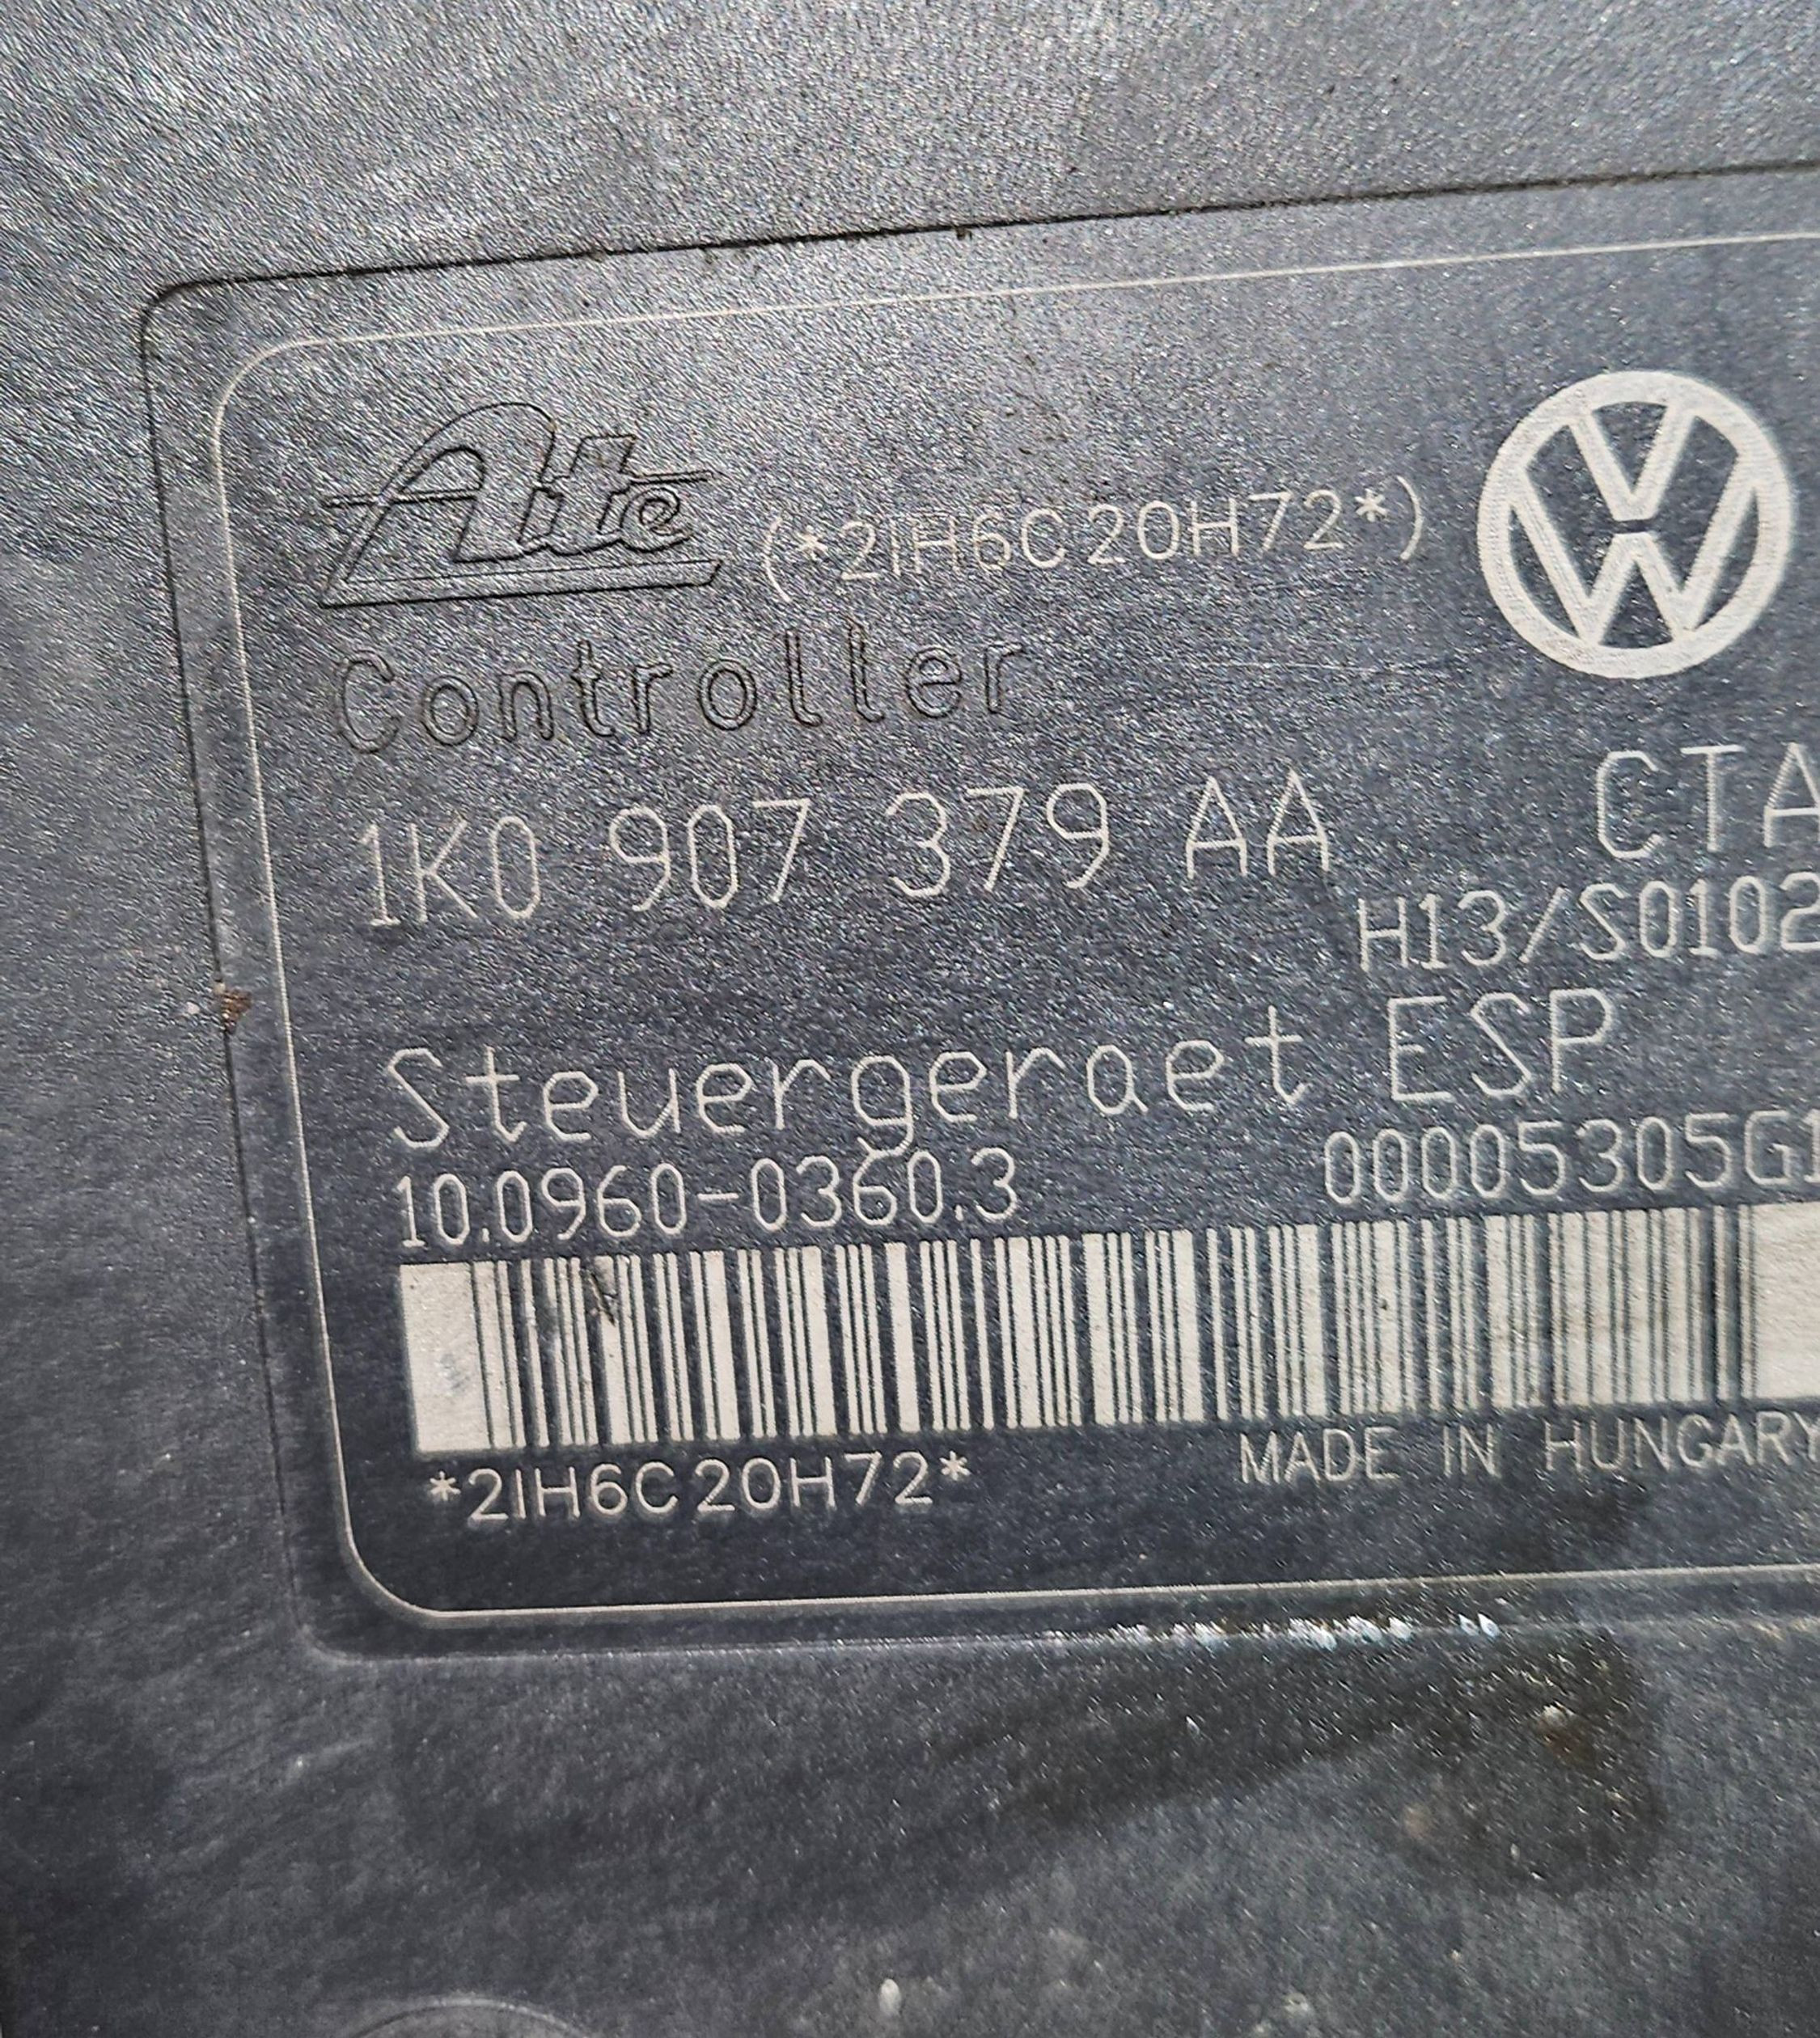 Ate (*2IH6C20H72*)
Controller
1K0 907 379 AA CTA
H13/S0102
Steuergeraet ESP
10.0960-0360.3 00005305G1
*2IH6C20H72* MADE IN HUNGARY